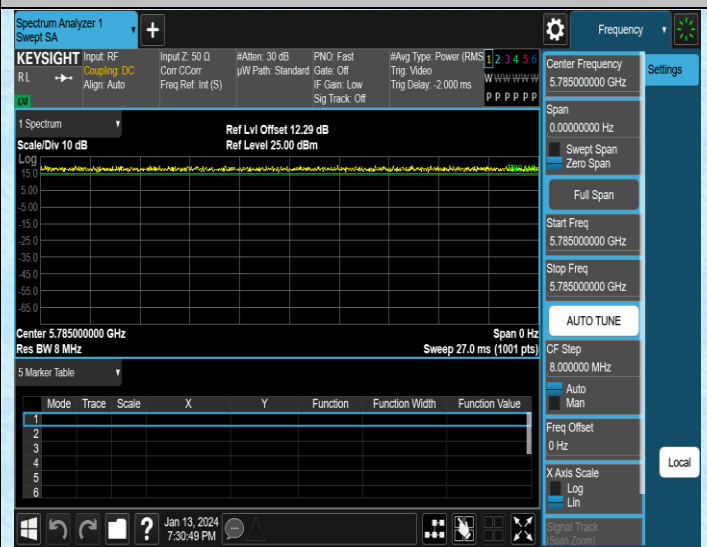 Spectrum Analyzer 1
Swept SA
+
Frequency
KEYSIGHT
RL
LXI
Input: RF
Coupling: DC
Align: Auto
Input Z: 50 Ω
Corr CCorr
Freq Ref: Int (S)
#Atten: 30 dB
µW Path: Standard
PNO: Fast
Gate: Off
IF Gain: Low
Sig Track: Off
#Avg Type: Power (RMS
Trig: Video
Trig Delay: -2.000 ms
1 2 3 4 5 6
W W W W W W
P P P P P P
Center Frequency
5.785000000 GHz
Settings
Span
0.00000000 Hz
Swept Span
Zero Span
Full Span
Start Freq
5.785000000 GHz
Stop Freq
5.785000000 GHz
AUTO TUNE
CF Step
8.000000 MHz
Auto
Man
Freq Offset
0 Hz
X Axis Scale
Log
Lin
Signal Track
(Span Zoom)
Local
1 Spectrum
Scale/Div 10 dB
Ref Lvl Offset 12.29 dB
Ref Level 25.00 dBm
Log
15.0
5.00
-5.00
-15.0
-25.0
-35.0
-45.0
-55.0
-65.0
Center 5.785000000 GHz
Span 0 Hz
Res BW 8 MHz
Sweep 27.0 ms (1001 pts)
5 Marker Table
Mode Trace Scale X Y Function Function Width Function Value
1
2
3
4
5
6
?
Jan 13, 2024
7:30:49 PM